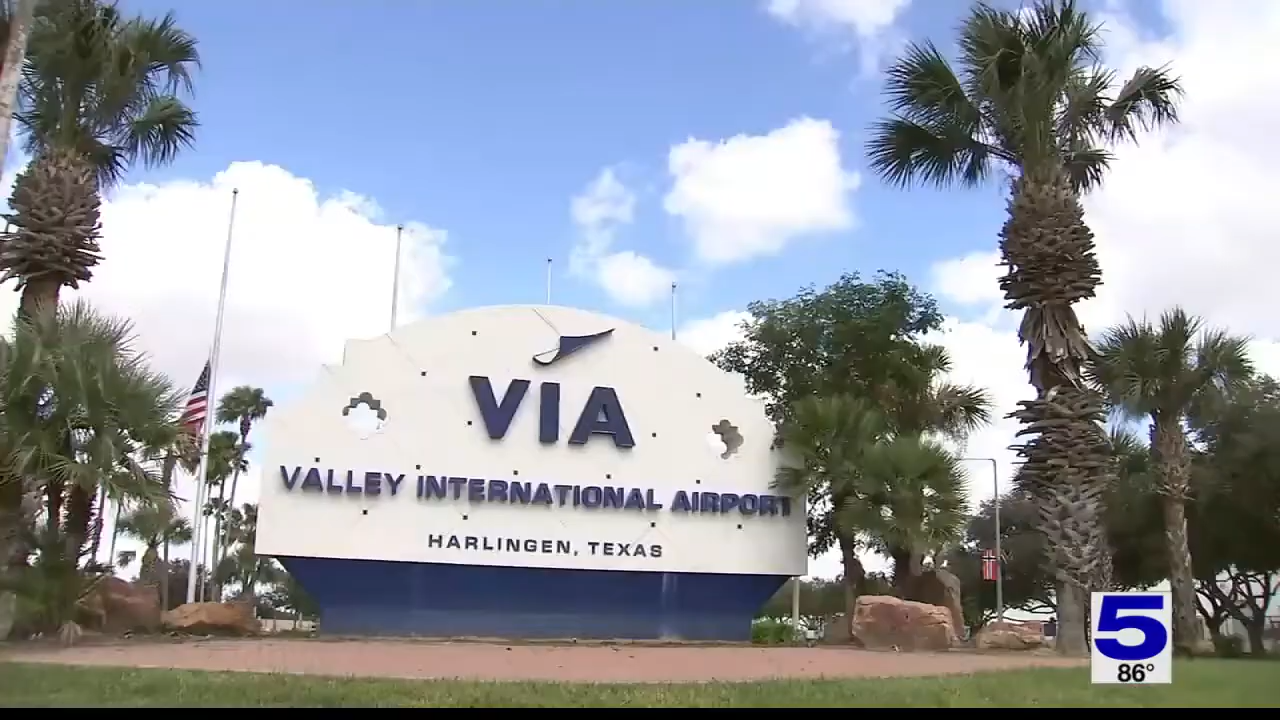 VIA
VALLEY INTERNATIONAL AIRPORT
HARLINGEN, TEXAS
5
86°